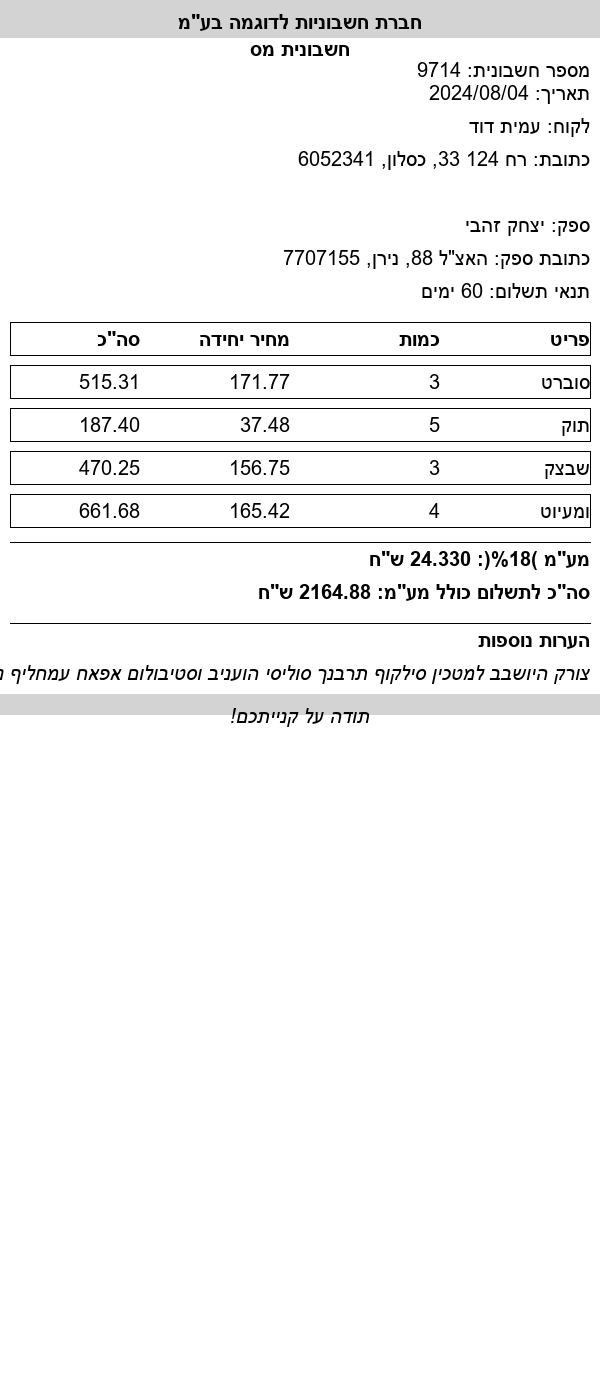 חברת חשבוניות לדוגמה בע"מ
חשבונית מס
מספר חשבונית: 9714
תאריך: 2024/08/04
לקוח: עמית דוד
כתובת: רח 124 33, כסלון, 6052341
ספק: יצחק זהבי
כתובת ספק: האצ"ל 88, נירן, 7707155
תנאי תשלום: 60 ימים
פריט כמות מחיר יחידה סה"כ
סוברט 3 171.77 515.31
תוק 5 37.48 187.40
שבצק 3 156.75 470.25
ומעיוט 4 165.42 661.68
מע"מ (18%): 24.330 ש"ח
סה"כ לתשלום כולל מע"מ: 2164.88 ש"ח
הערות נוספות
צורק היושבב למטכין סילקוף תרבנך סוליסי הועניב וסטיבולום אפאח עמחליף
תודה על קנייתכם!